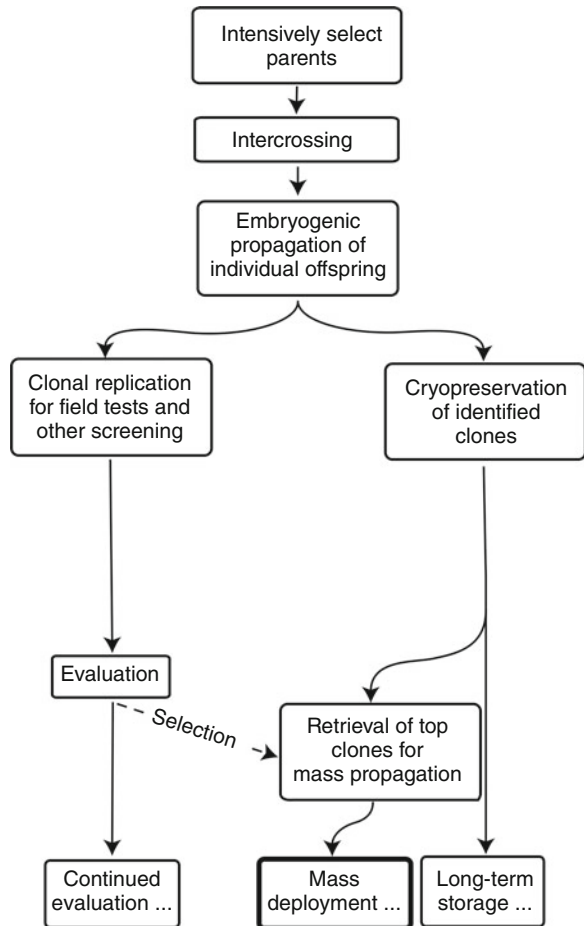 Intensively select
parents
Intercrossing
Embryogenic
propagation of
individual offspring
Clonal replication
for field tests and
other screening
Cryopreservation
of identified
clones
Evaluation
Selection
Retrieval of top
clones for
mass propagation
Continued
evaluation ...
Mass
deployment ...
Long-term
storage ...